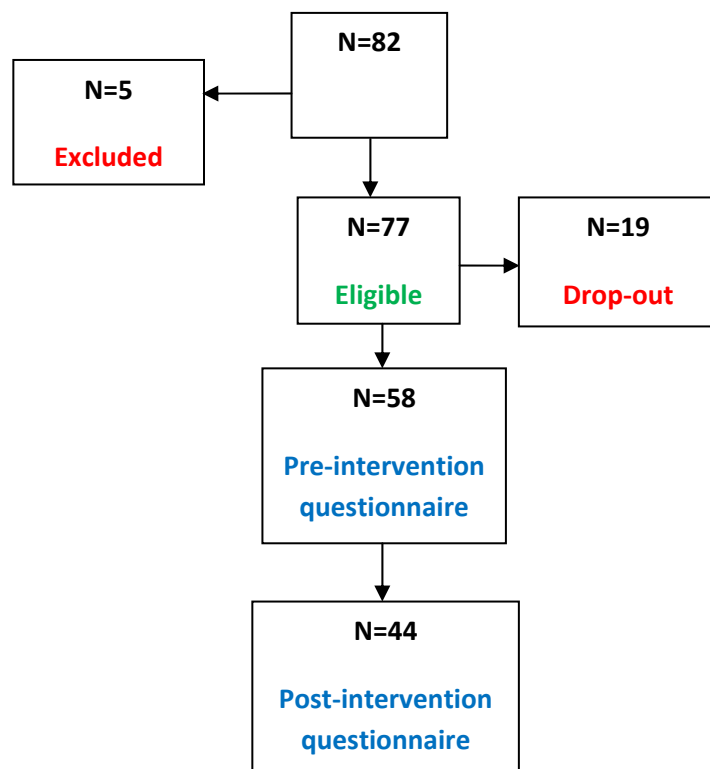 N=82
N=5
Excluded
N=77
Eligible
N=19
Drop-out
N=58
Pre-intervention
questionnaire
N=44
Post-intervention
questionnaire